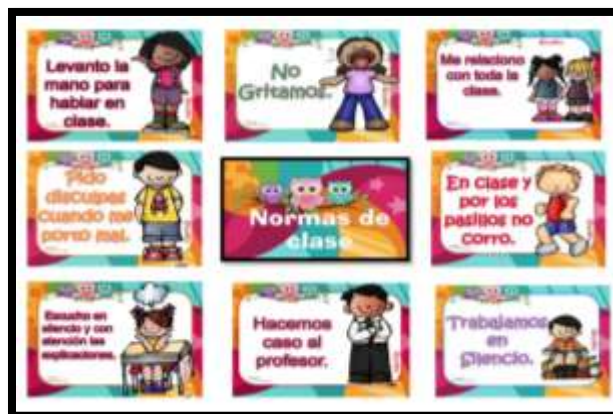 Levanto la
mano para
hablar en
clase.
No
Gritamos.
Me relaciono
con toda la
clase.
Pido
disculpas
cuando me
porto mal.
Normas de
clase
En clase y
por los
pasillos no
corro.
Escucho en
silencio y con
atención las
explicaciones.
Hacemos
caso al
profesor.
Trabajamos
en
Silencio.